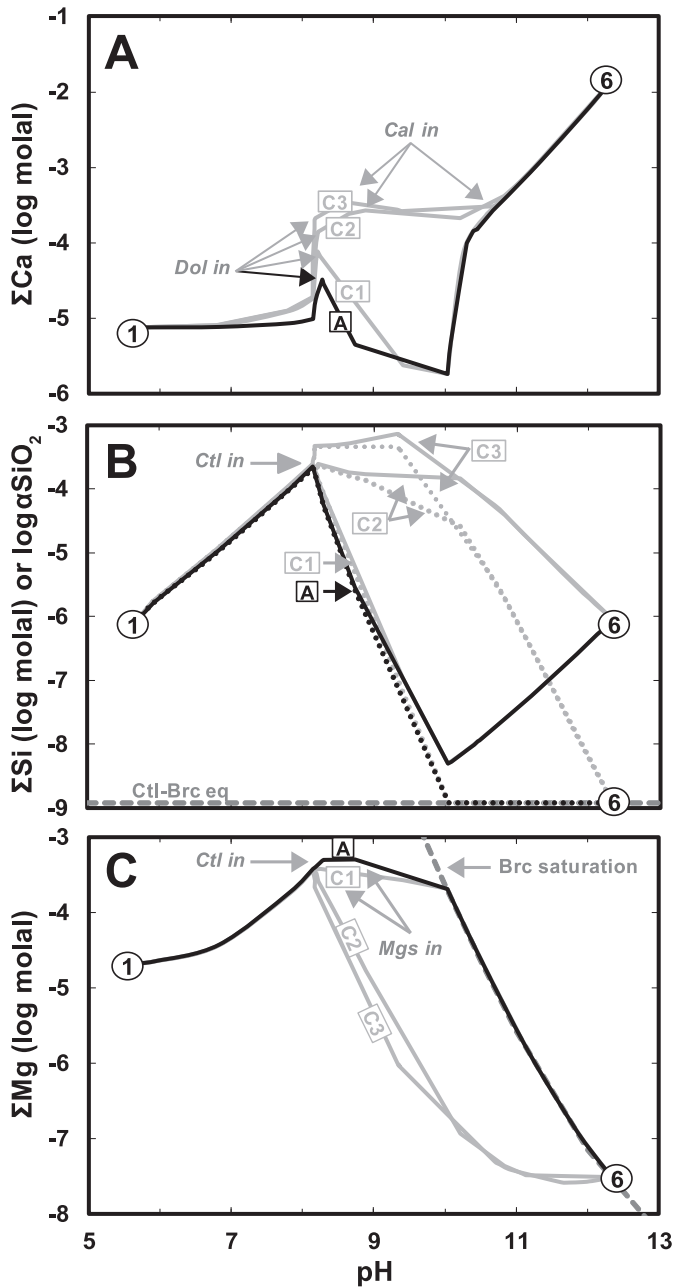 A
-1
-2
-3
-4
-5
-6
ΣCa (log molal)
Cal in
C3
C2
C1
A
Dol in
1
6
B
-3
-4
-5
-6
-7
-8
-9
ΣSi (log molal) or logαSiO2
Ctl in
C3
C2
C1
A
1
6
Ctl-Brc eq
6
C
-3
-4
-5
-6
-7
-8
ΣMg (log molal)
Ctl in
A
C1
Brc saturation
Mgs in
C2
C3
1
6
5
7
9
11
13
pH